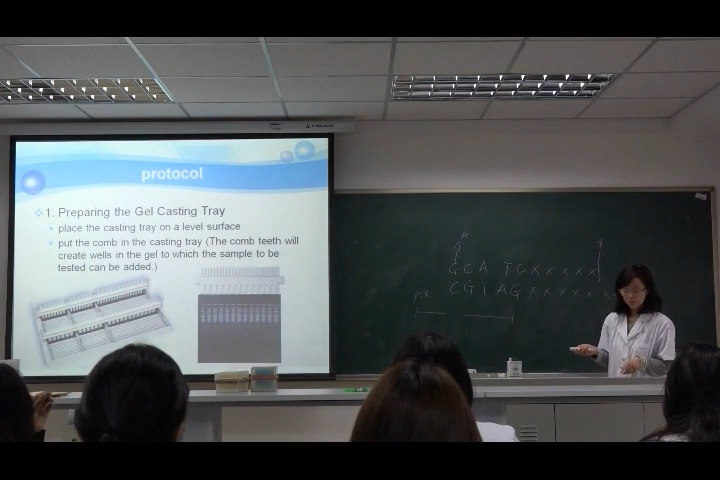 protocol
1. Preparing the Gel Casting Tray
place the casting tray on a level surface
put the comb in the casting tray (The comb teeth will
create wells in the gel to which the sample to be
tested can be added.)
G C A T C X X X X X
C G T A G X X X X X X
PCR